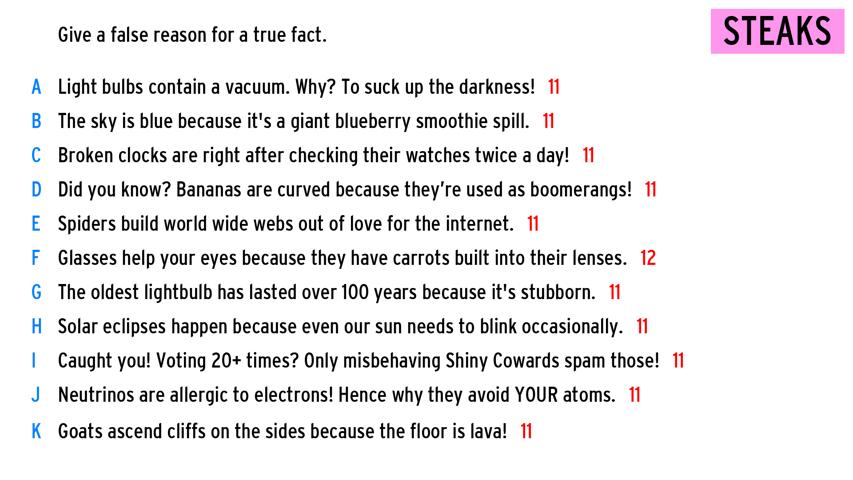 Give a false reason for a true fact.
STEAKS
A Light bulbs contain a vacuum. Why? To suck up the darkness! 11
B The sky is blue because it's a giant blueberry smoothie spill. 11
C Broken clocks are right after checking their watches twice a day! 11
D Did you know? Bananas are curved because they’re used as boomerangs! 11
E Spiders build world wide webs out of love for the internet. 11
F Glasses help your eyes because they have carrots built into their lenses. 12
G The oldest lightbulb has lasted over 100 years because it's stubborn. 11
H Solar eclipses happen because even our sun needs to blink occasionally. 11
I Caught you! Voting 20+ times? Only misbehaving Shiny Cowards spam those! 11
J Neutrinos are allergic to electrons! Hence why they avoid YOUR atoms. 11
K Goats ascend cliffs on the sides because the floor is lava! 11